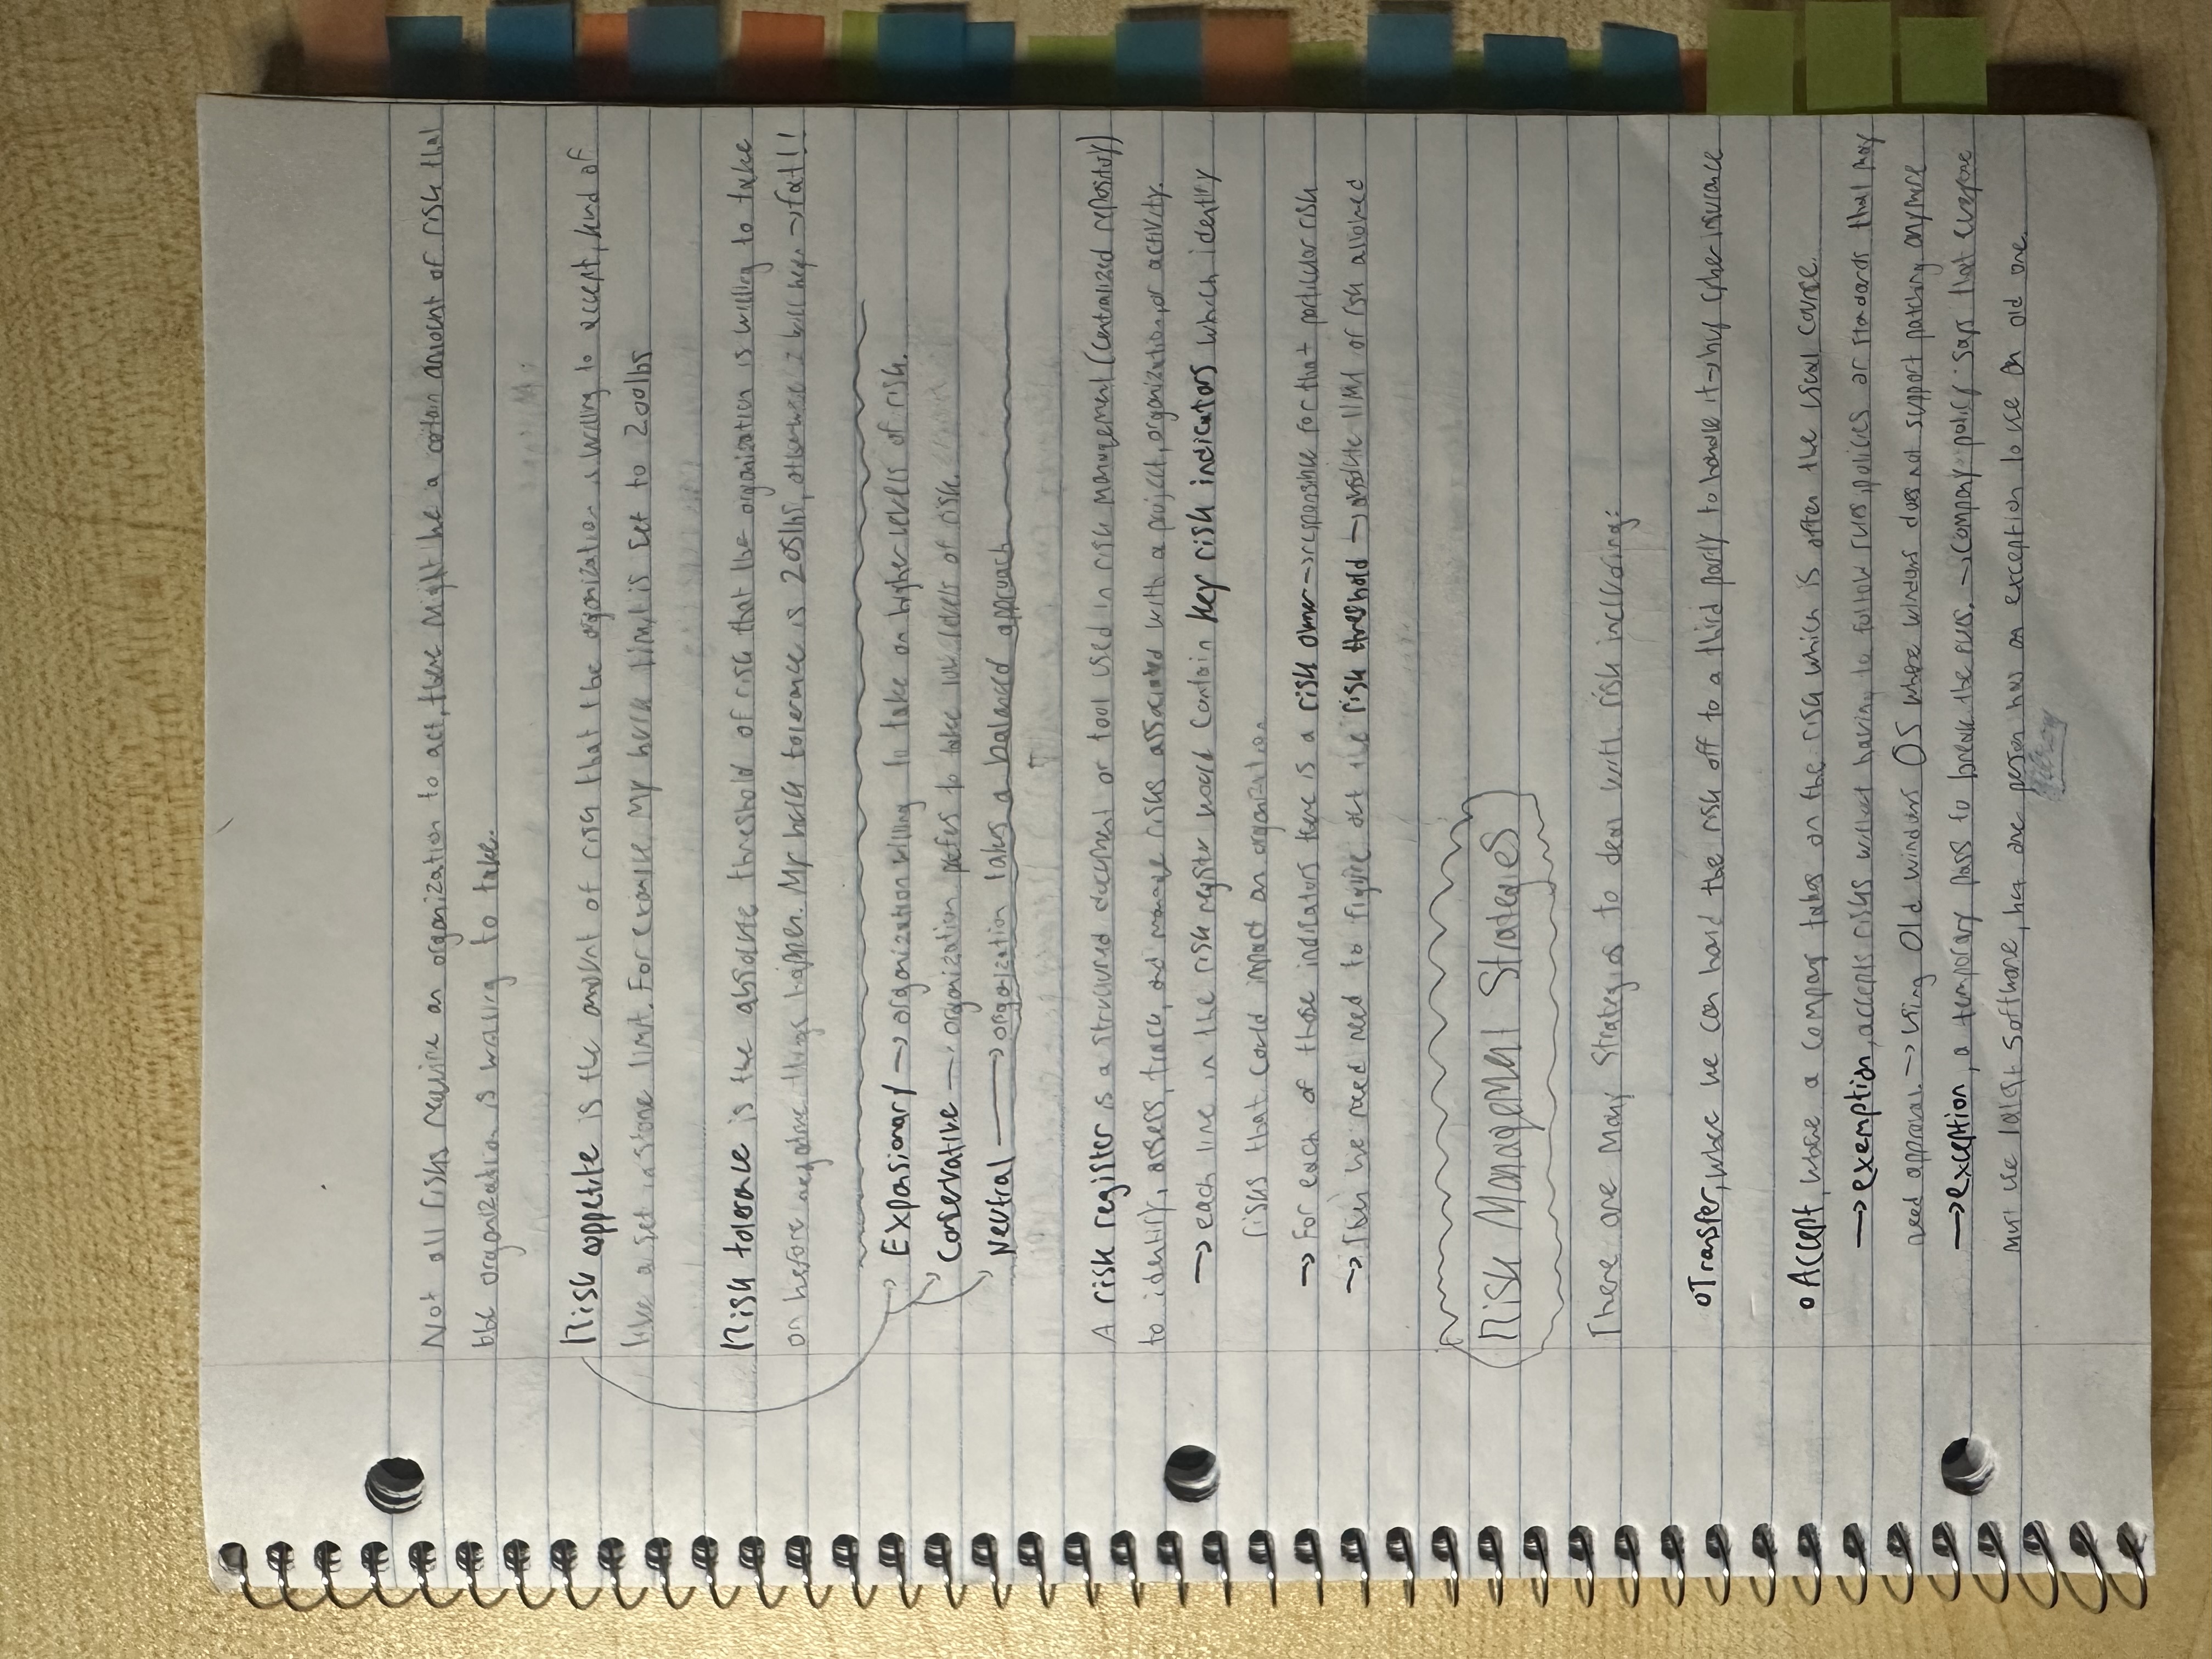 Not all risks require an organization to act, there might be a certain amount of risk that
the organization is willing to take.
Risk appetite is the amount of risk that the organization is willing to accept, kind of
like a set in stone limit. For example, My bulk limit is set to 200lbs
Risk tolerance is the absolute threshold of risk that the organization is willing to take
on before negative things happen. My bulk tolerance is 205lbs, otherwise I will be → fat!!
Expansionary → organization willing to take on higher levels of risk.
Conservative → organization prefers to take low levels of risk.
Neutral → organization takes a balanced approach
A risk register is a structured document or tool used in risk management (centralized repository)
to identify, assess, track, and manage risks associated with a project, organization, or activity.
→ each line in the risk register would contain key risk indicators which identify
risks that could impact an organization
→ For each of those indicators there is a risk owner → responsible for that particular risk
→ Then we need need to figure out the risk threshold → absolute limit of risk allowed
Risk Management Strategies
There are many strategies to deal with risk including:
o Transfer, where we can hand the risk off to a third party to handle it → buy cyber insurance
o Accept, where a company takes on the risk which is often the usual course.
→ exemption, accepts risks without having to follow rules, policies or standards that may
need approval. → Using Old windows OS where windows does not support patching anymore
→ exception, a temporary pass to break the rules. → company policy says that everyone
must use latest software, but one person has an exception to use an old one.